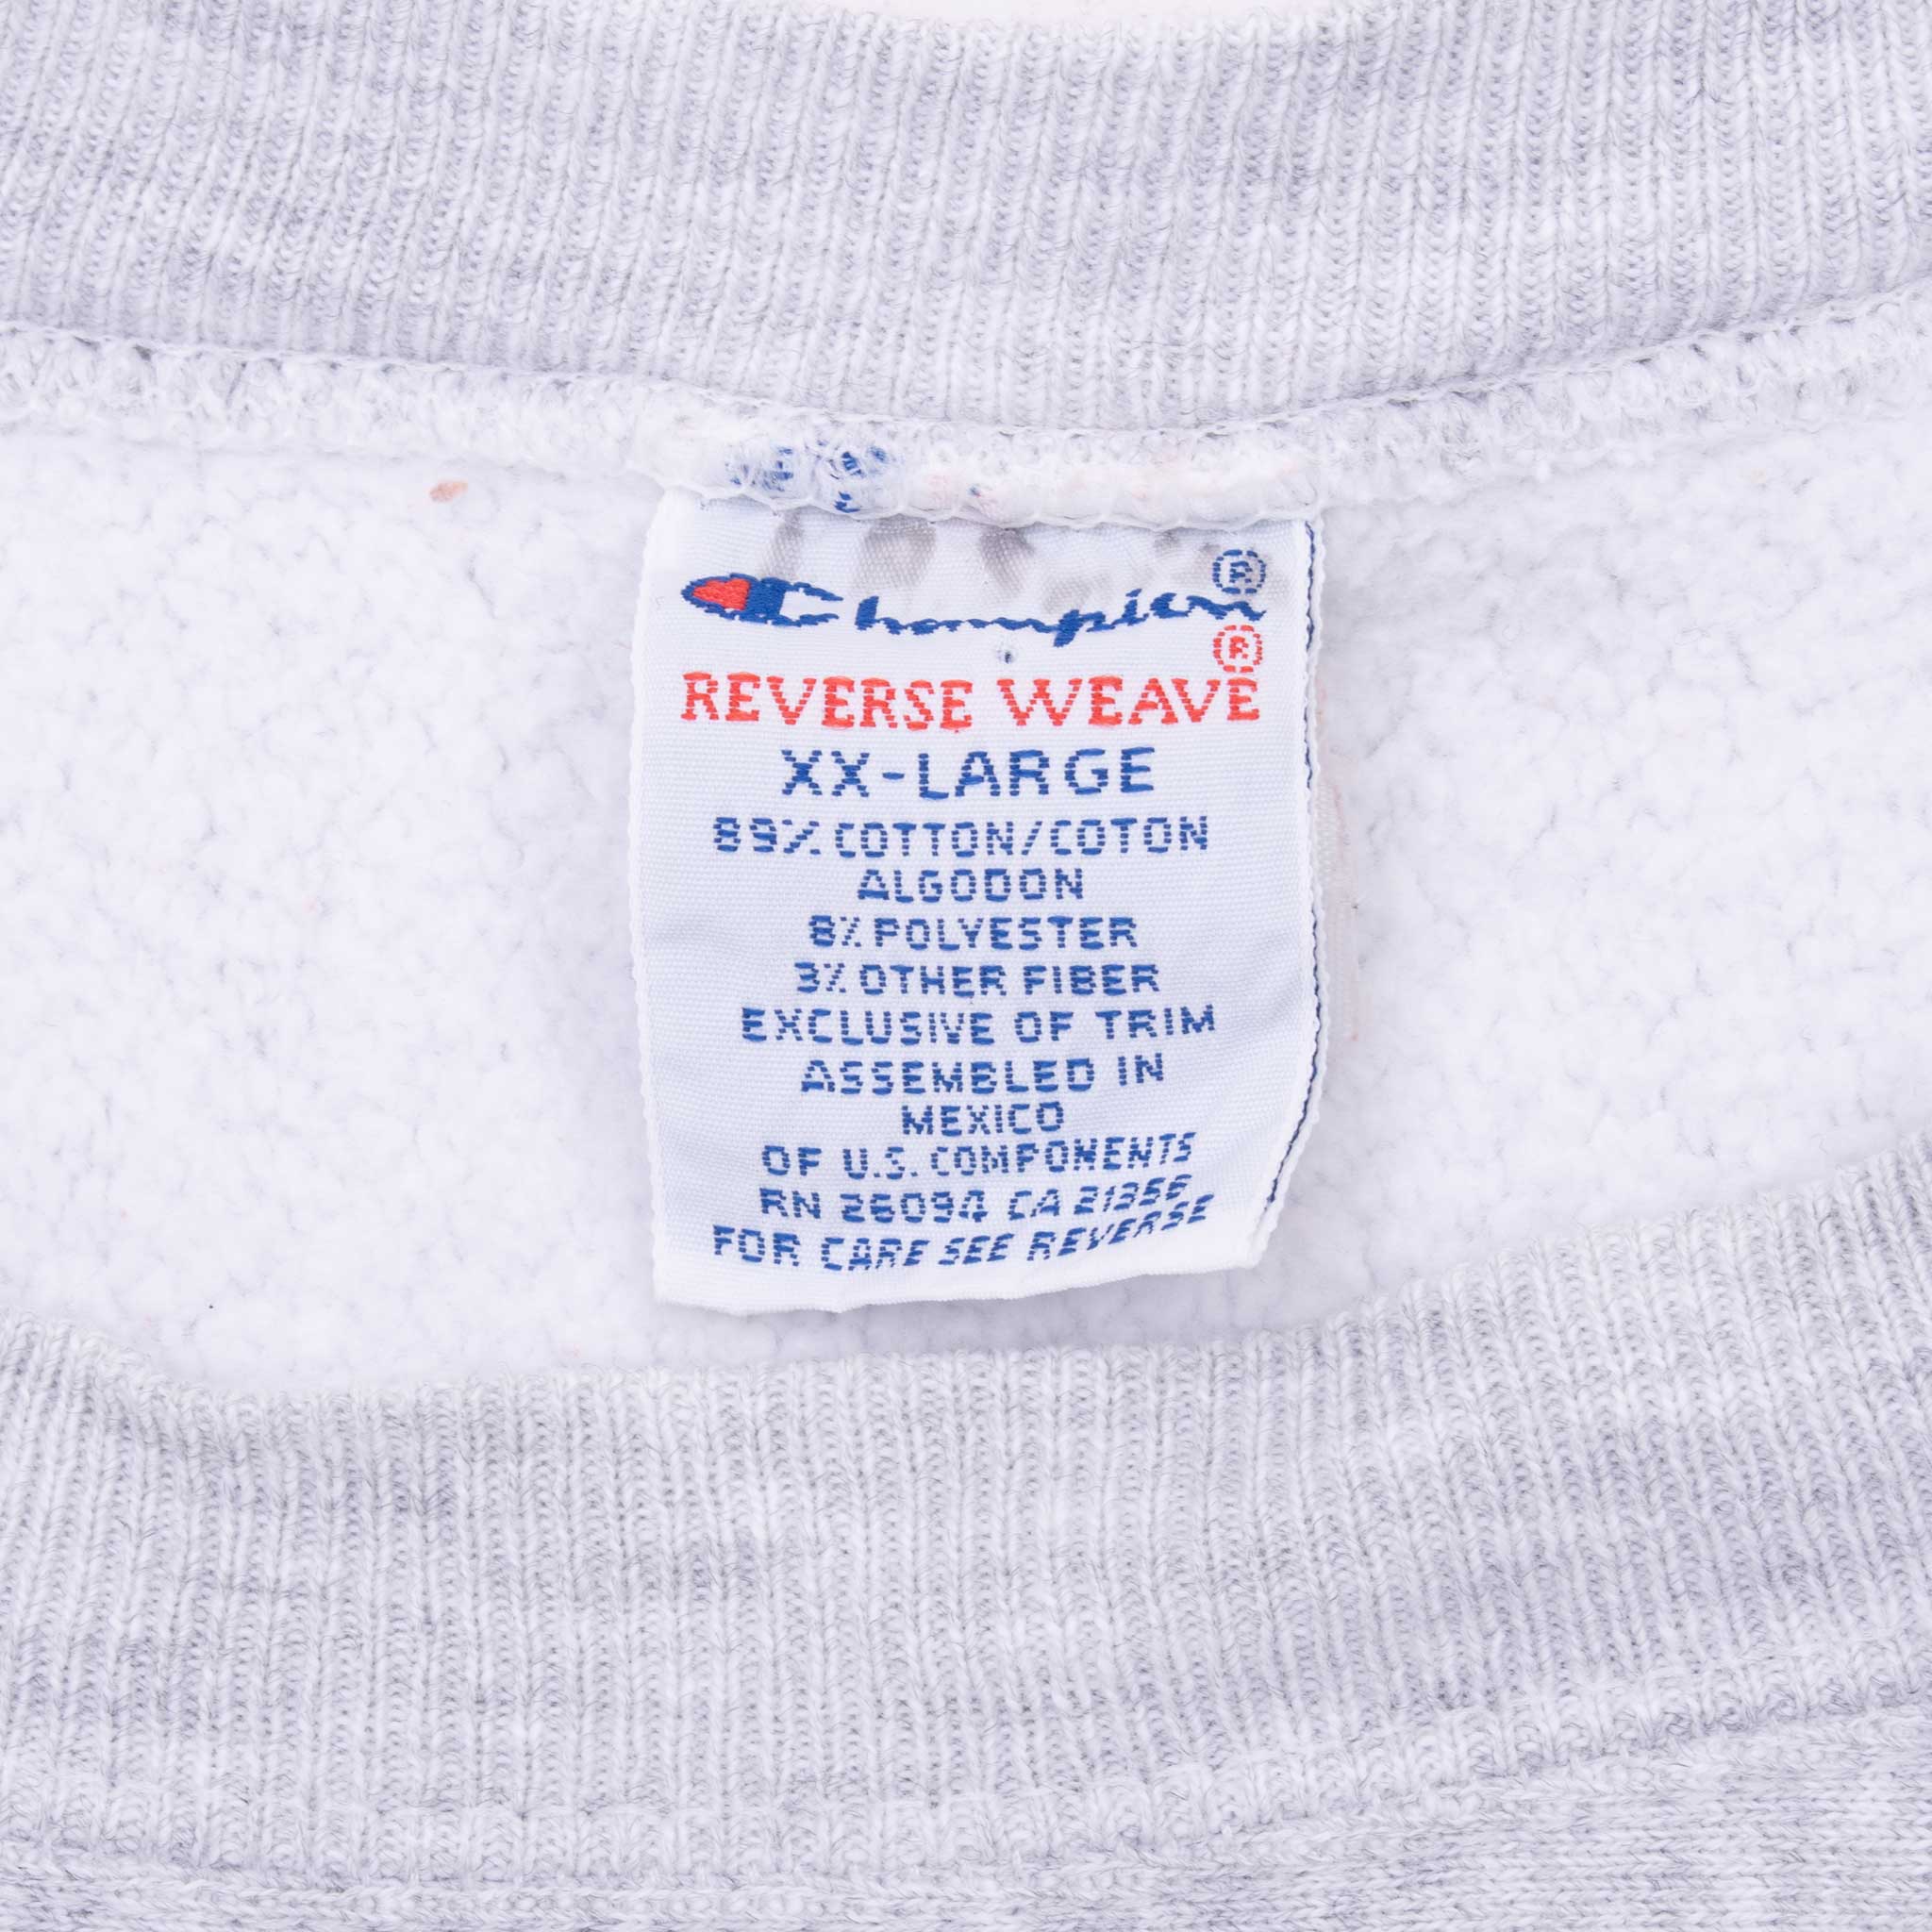 Champion ®
REVERSE WEAVE ®
XX-LARGE
89% COTTON/COTON
ALGODON
8% POLYESTER
3% OTHER FIBER
EXCLUSIVE OF TRIM
ASSEMBLED IN
MEXICO
OF U.S. COMPONENTS
RN 26094 CA 21356
FOR CARE SEE REVERSE